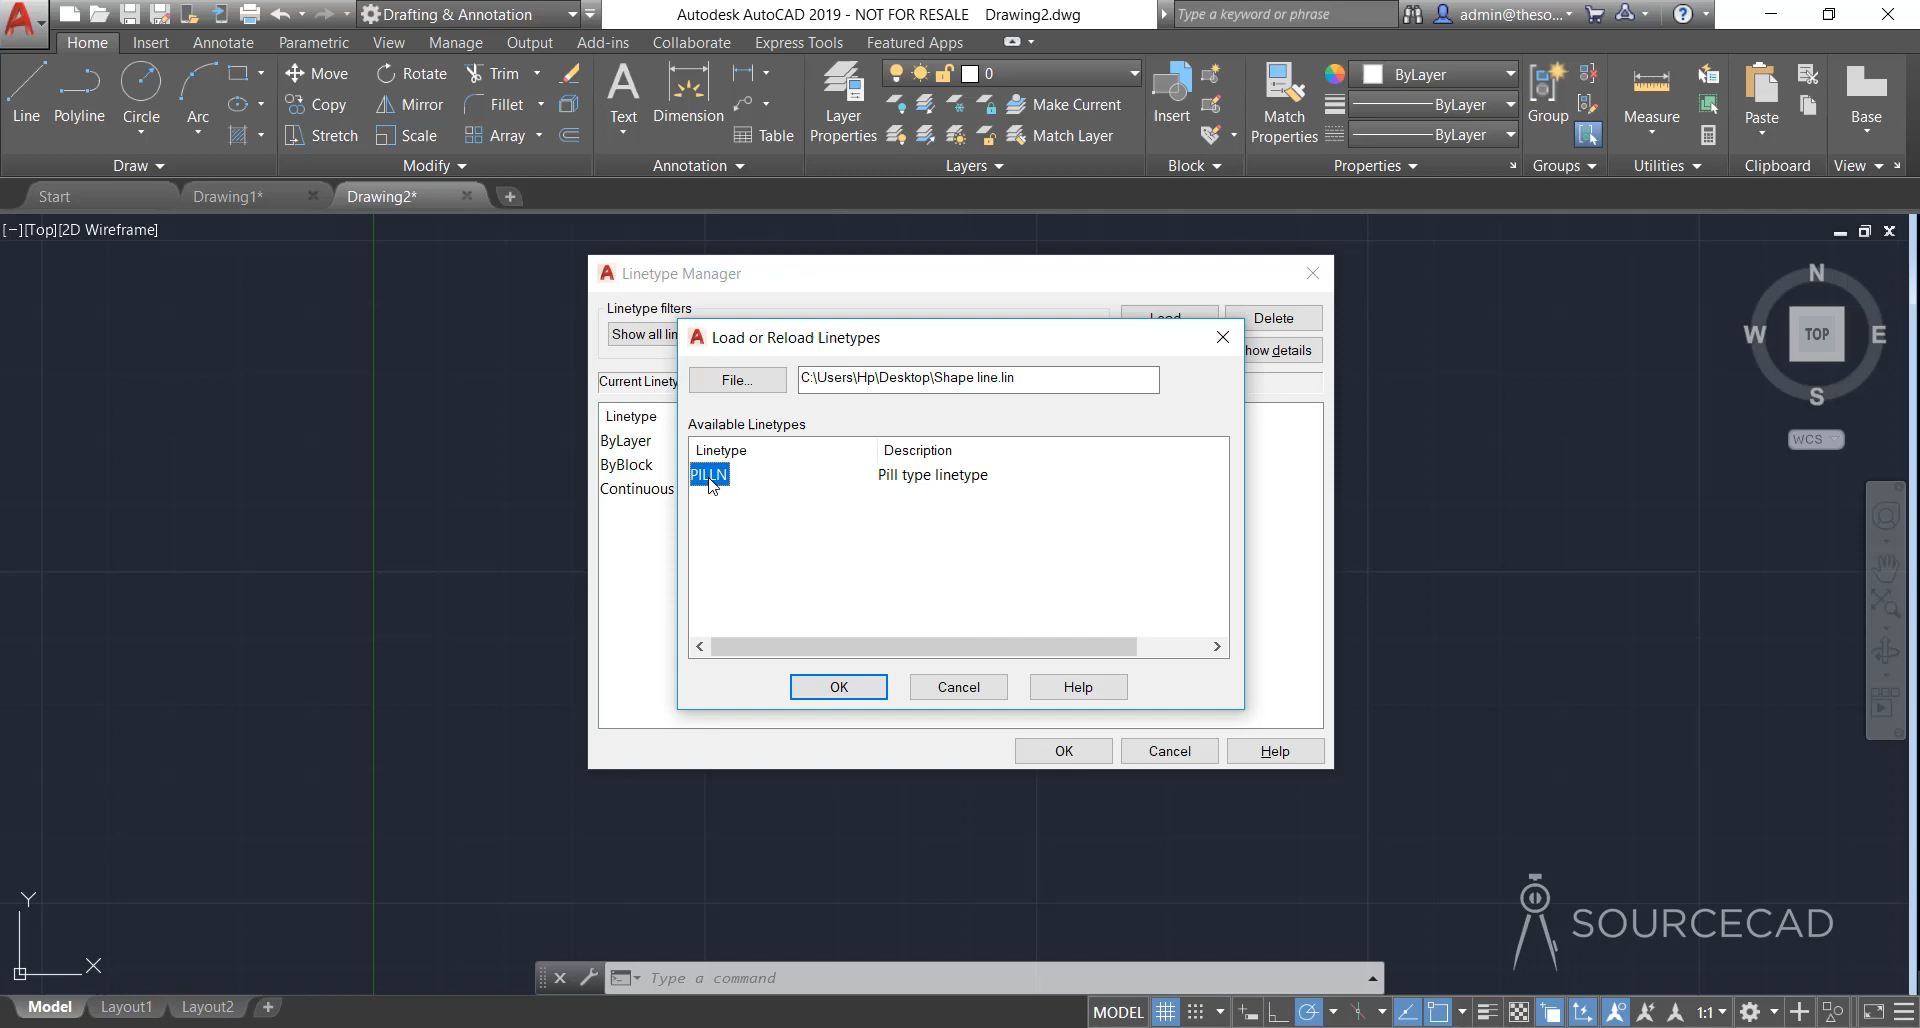 Drafting & Annotation
Autodesk AutoCAD 2019 - NOT FOR RESALE Drawing2.dwg
Type a keyword or phrase
admin@theso...
Home Insert Annotate Parametric View Manage Output Add-ins Collaborate Express Tools Featured Apps
Line Polyline Circle Arc
Move Rotate Trim
Copy Mirror Fillet
Stretch Scale Array
Text Dimension Table
Layer Properties
0
Make Current
Match Layer
Insert
Match Properties
ByLayer
ByLayer
ByLayer
Group
Measure
Paste
Base
Draw Modify Annotation Layers Block Properties Groups Utilities Clipboard View
Start Drawing1* Drawing2*
[−][Top][2D Wireframe]
N
W TOP E
S
WCS
Linetype Manager
Linetype filters
Show all lin
Load...
Delete
how details
Current Linety
Linetype
ByLayer
ByBlock
Continuous
Load or Reload Linetypes
File...
C:\Users\Hp\Desktop\Shape line.lin
Available Linetypes
Linetype Description
PILLN Pill type linetype
OK Cancel Help
OK Cancel Help
Y
X
SOURCECAD
Type a command
Model Layout1 Layout2
MODEL
1:1